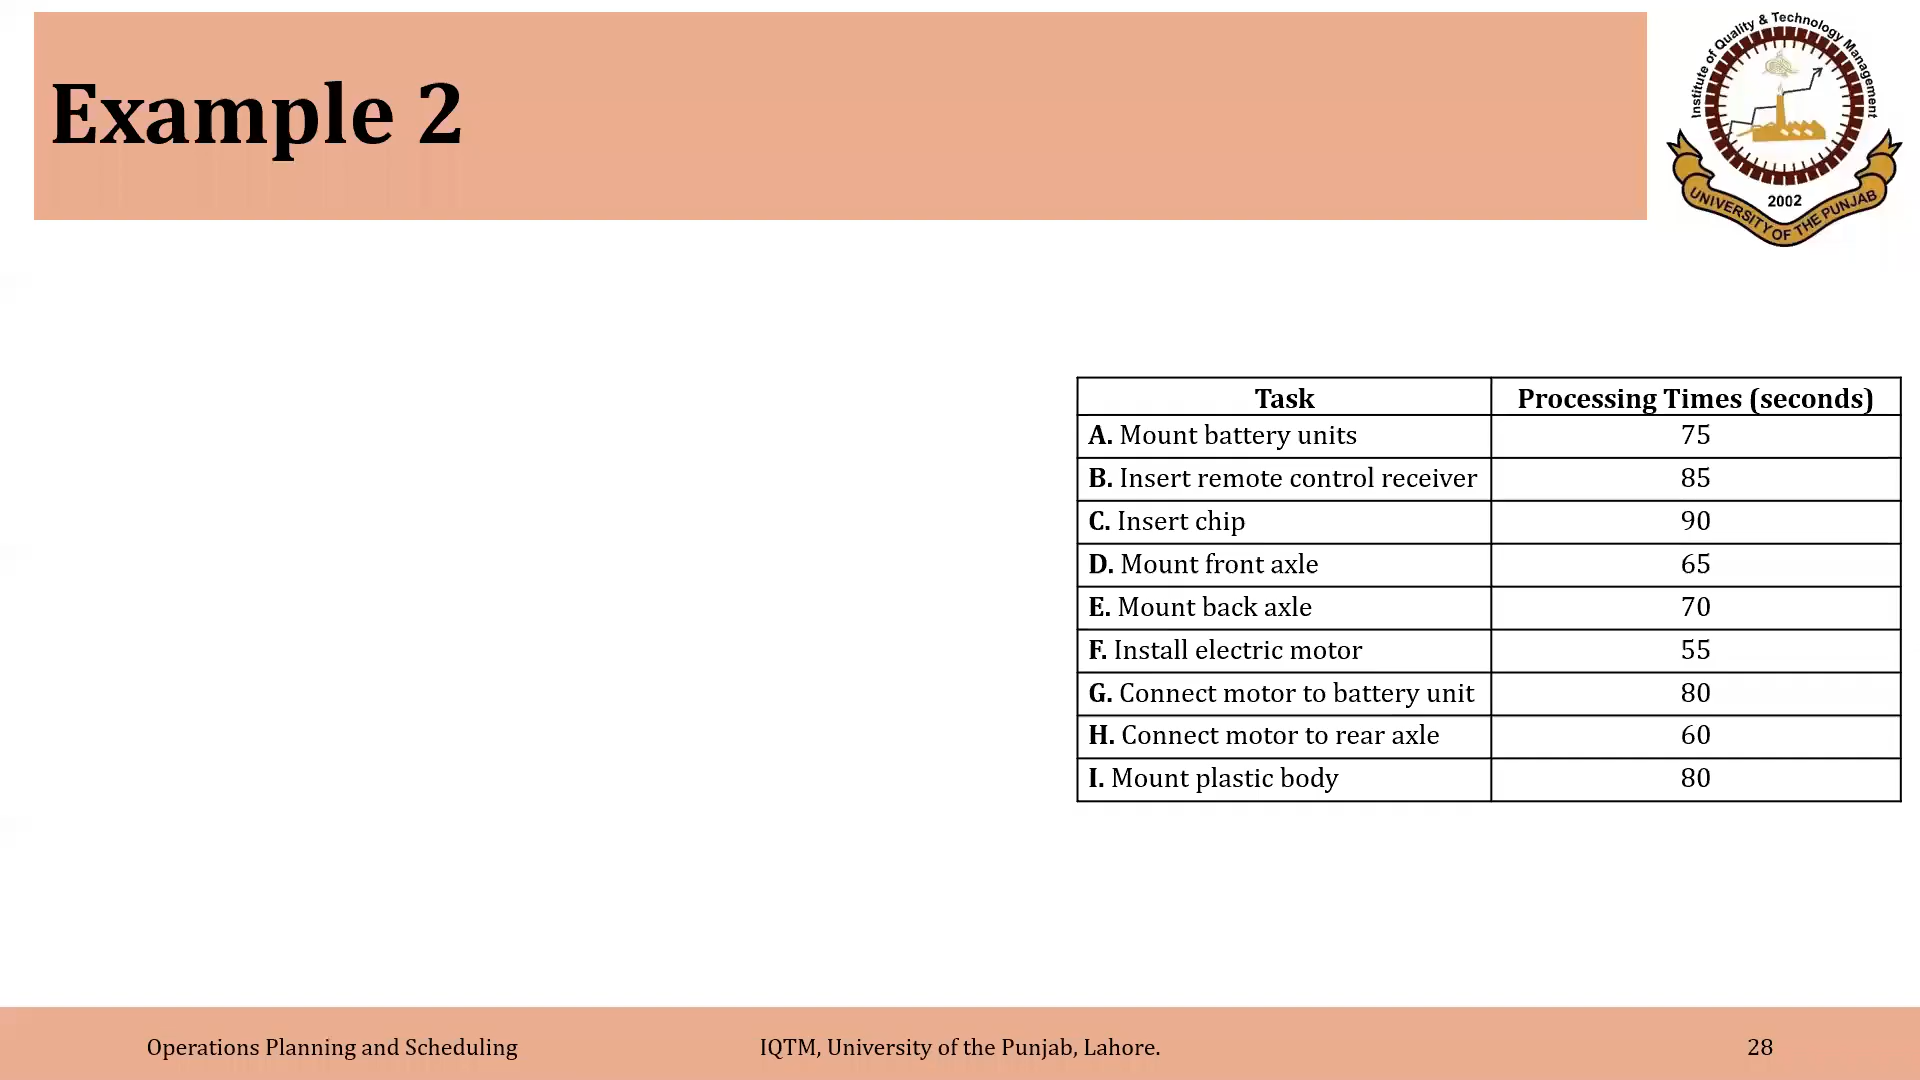 Example 2
Institute of Quality & Technology Management
2002
UNIVERSITY OF THE PUNJAB
Task Processing Times (seconds)
A. Mount battery units 75
B. Insert remote control receiver 85
C. Insert chip 90
D. Mount front axle 65
E. Mount back axle 70
F. Install electric motor 55
G. Connect motor to battery unit 80
H. Connect motor to rear axle 60
I. Mount plastic body 80
Operations Planning and Scheduling IQTM, University of the Punjab, Lahore. 28